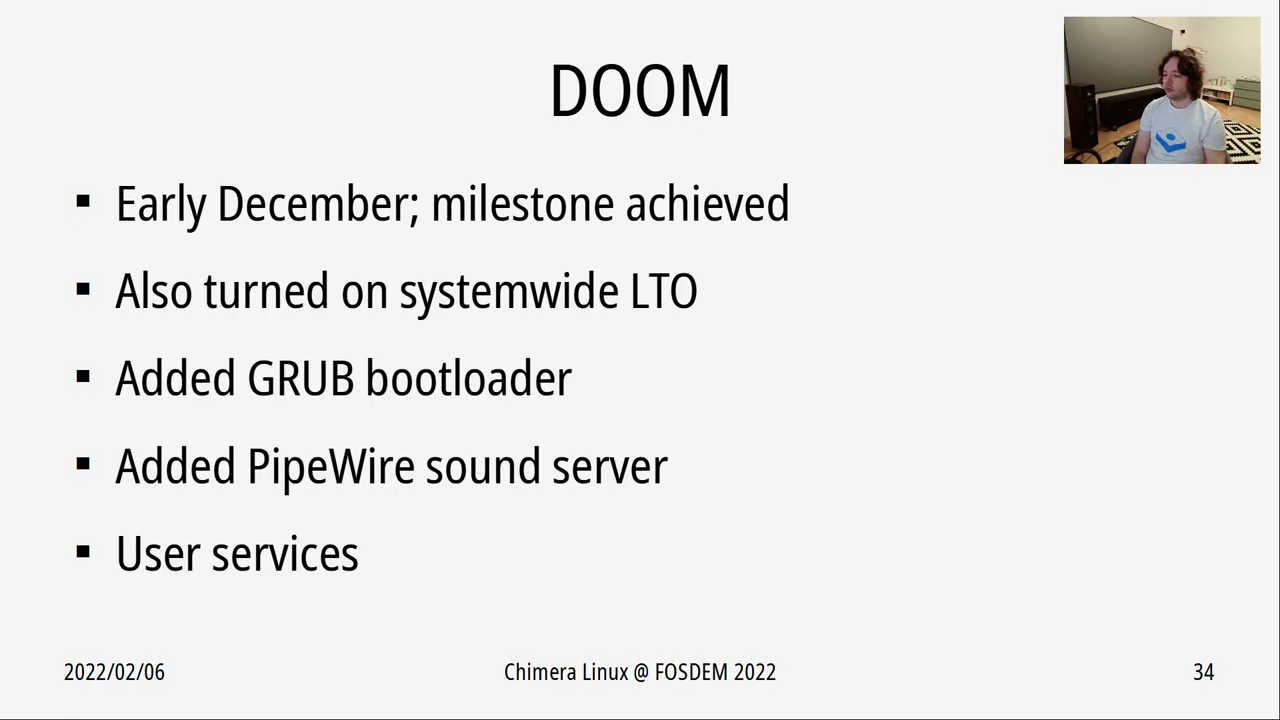 DOOM
Early December; milestone achieved
Also turned on systemwide LTO
Added GRUB bootloader
Added PipeWire sound server
User services
2022/02/06
Chimera Linux @ FOSDEM 2022
34